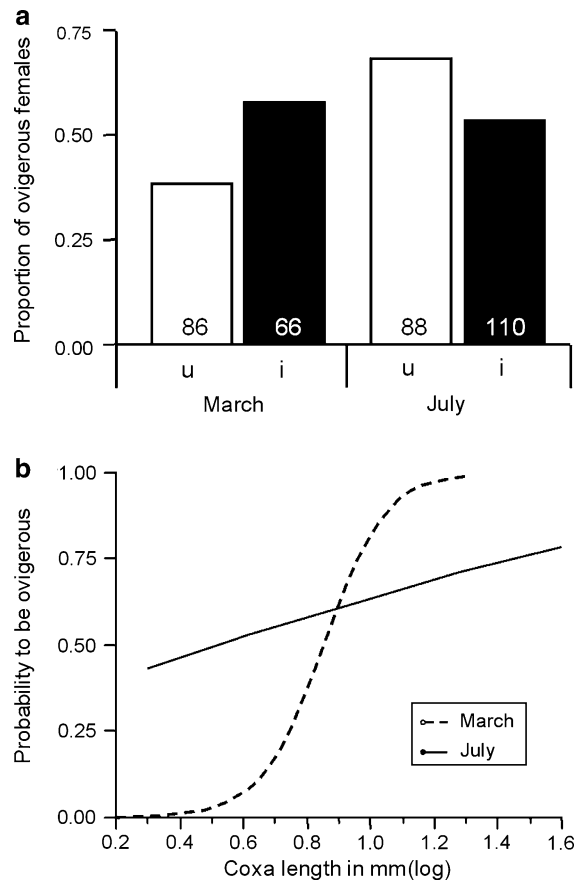 a
Proportion of ovigerous females
0.75
0.50
0.25
0.00
86 66 88 110
u i u i
March July
b
Probability to be ovigerous
1.00
0.75
0.50
0.25
0.00
March
July
0.2 0.4 0.6 0.8 1.0 1.2 1.4 1.6
Coxa length in mm(log)